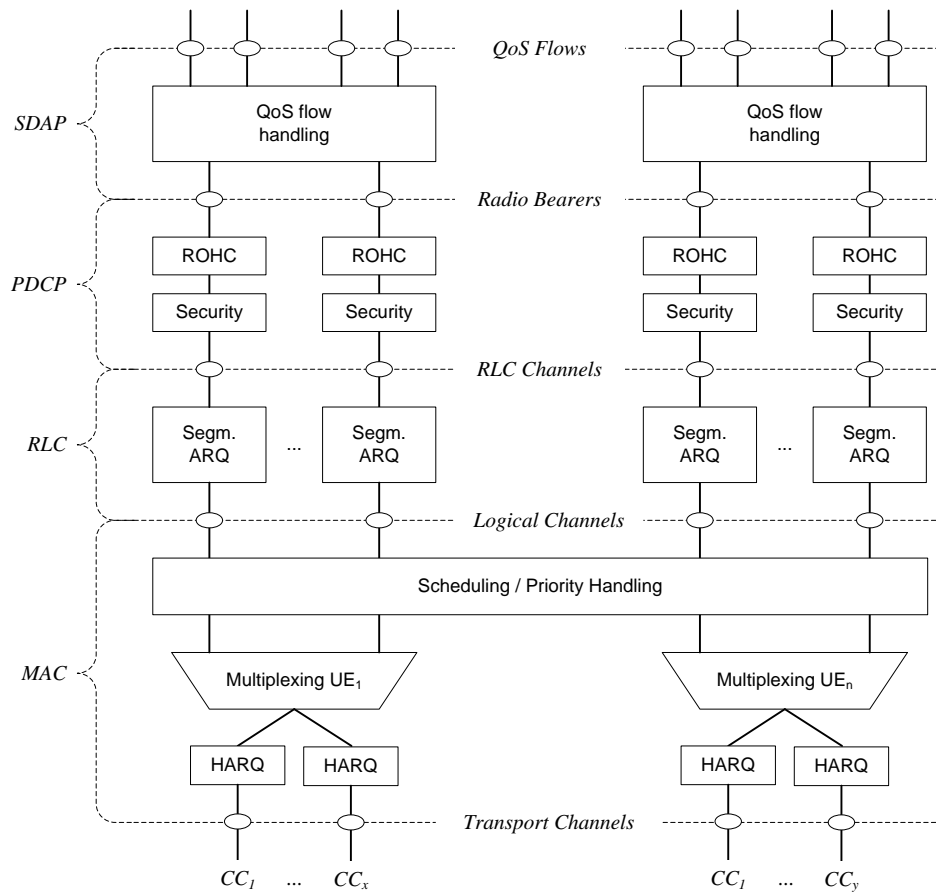 QoS Flows
QoS flow
handling
QoS flow
handling
SDAP
Radio Bearers
ROHC
ROHC
ROHC
ROHC
PDCP
Security
Security
Security
Security
RLC Channels
Segm.
ARQ
...
Segm.
ARQ
Segm.
ARQ
...
Segm.
ARQ
RLC
Logical Channels
Scheduling / Priority Handling
MAC
Multiplexing UE₁
Multiplexing UEₙ
HARQ
HARQ
HARQ
HARQ
Transport Channels
CC₁ ... CCₓ
CC₁ ... CC_y